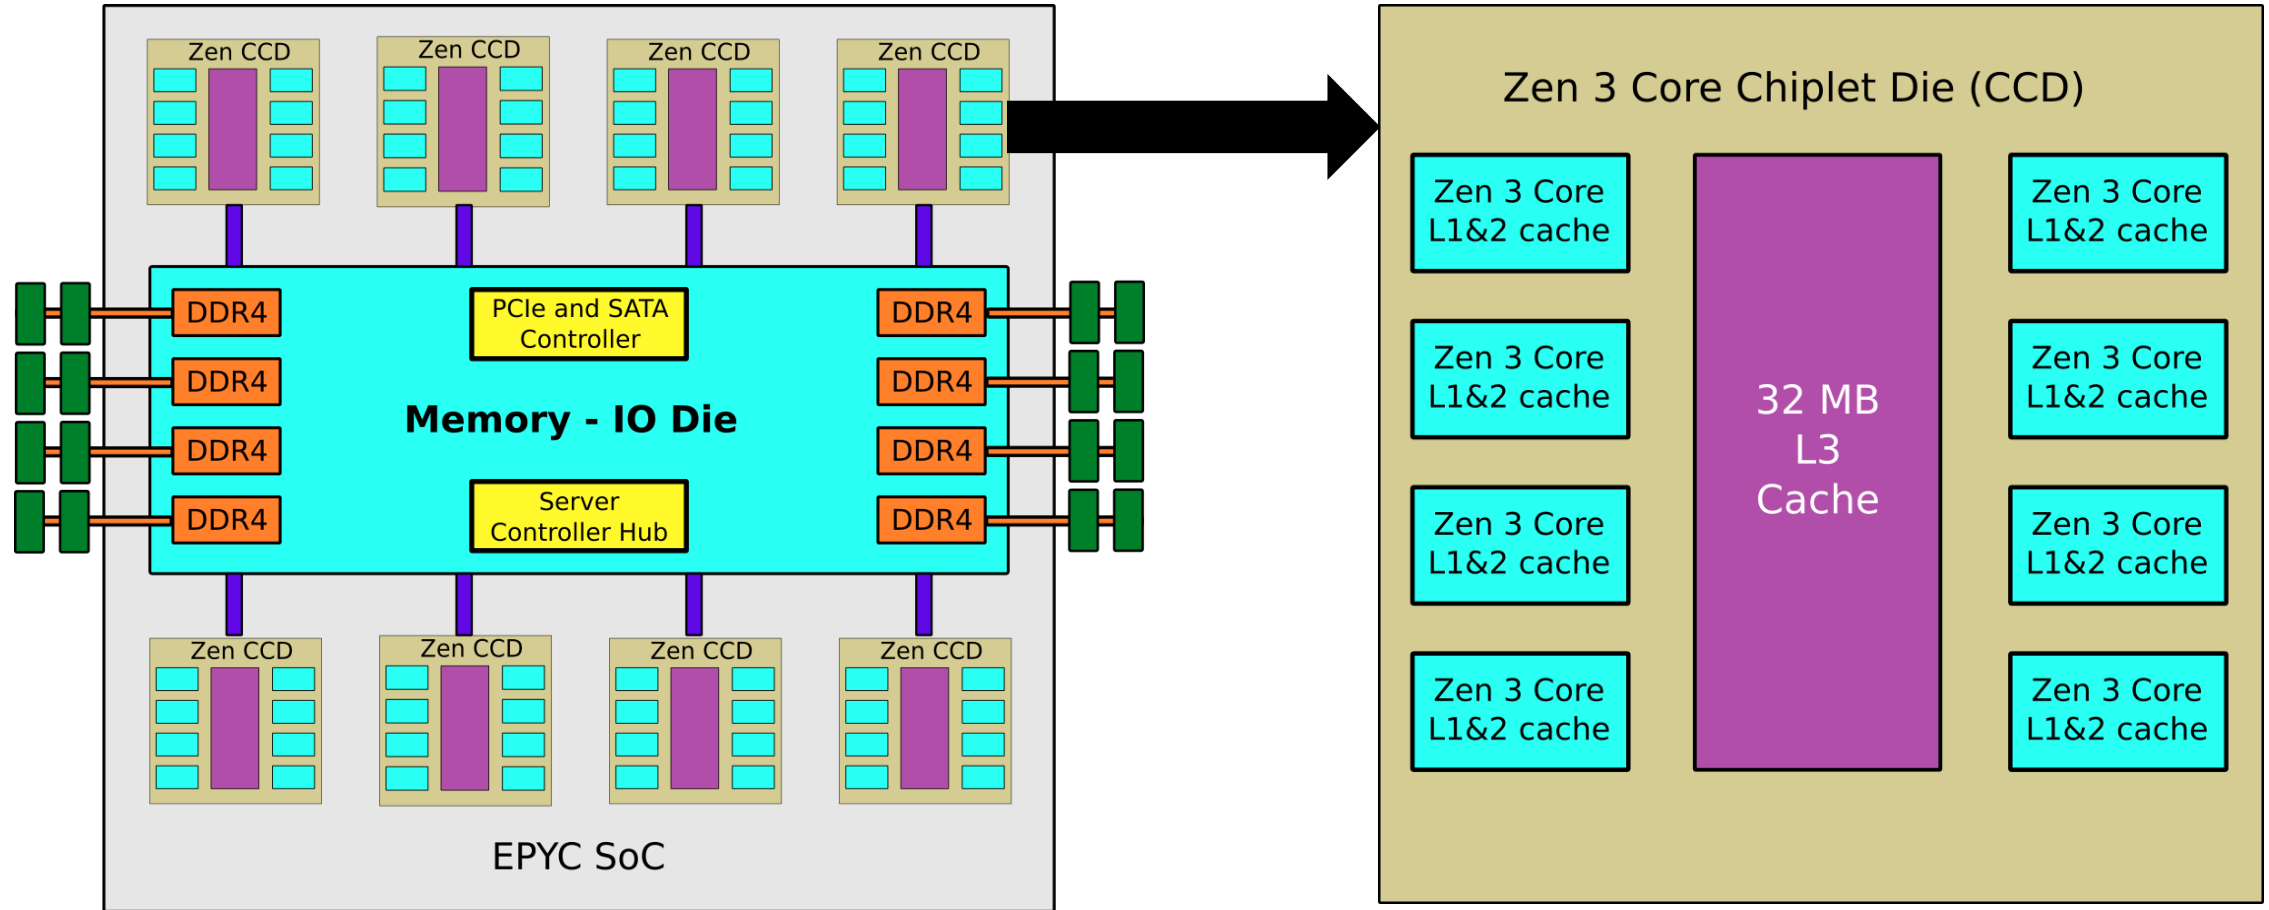 Zen CCD
Zen CCD
Zen CCD
Zen CCD
DDR4
DDR4
DDR4
DDR4
PCIe and SATA
Controller
Memory - IO Die
Server
Controller Hub
DDR4
DDR4
DDR4
DDR4
Zen CCD
Zen CCD
Zen CCD
Zen CCD
EPYC SoC
Zen 3 Core Chiplet Die (CCD)
Zen 3 Core
L1&2 cache
Zen 3 Core
L1&2 cache
Zen 3 Core
L1&2 cache
Zen 3 Core
L1&2 cache
32 MB
L3
Cache
Zen 3 Core
L1&2 cache
Zen 3 Core
L1&2 cache
Zen 3 Core
L1&2 cache
Zen 3 Core
L1&2 cache